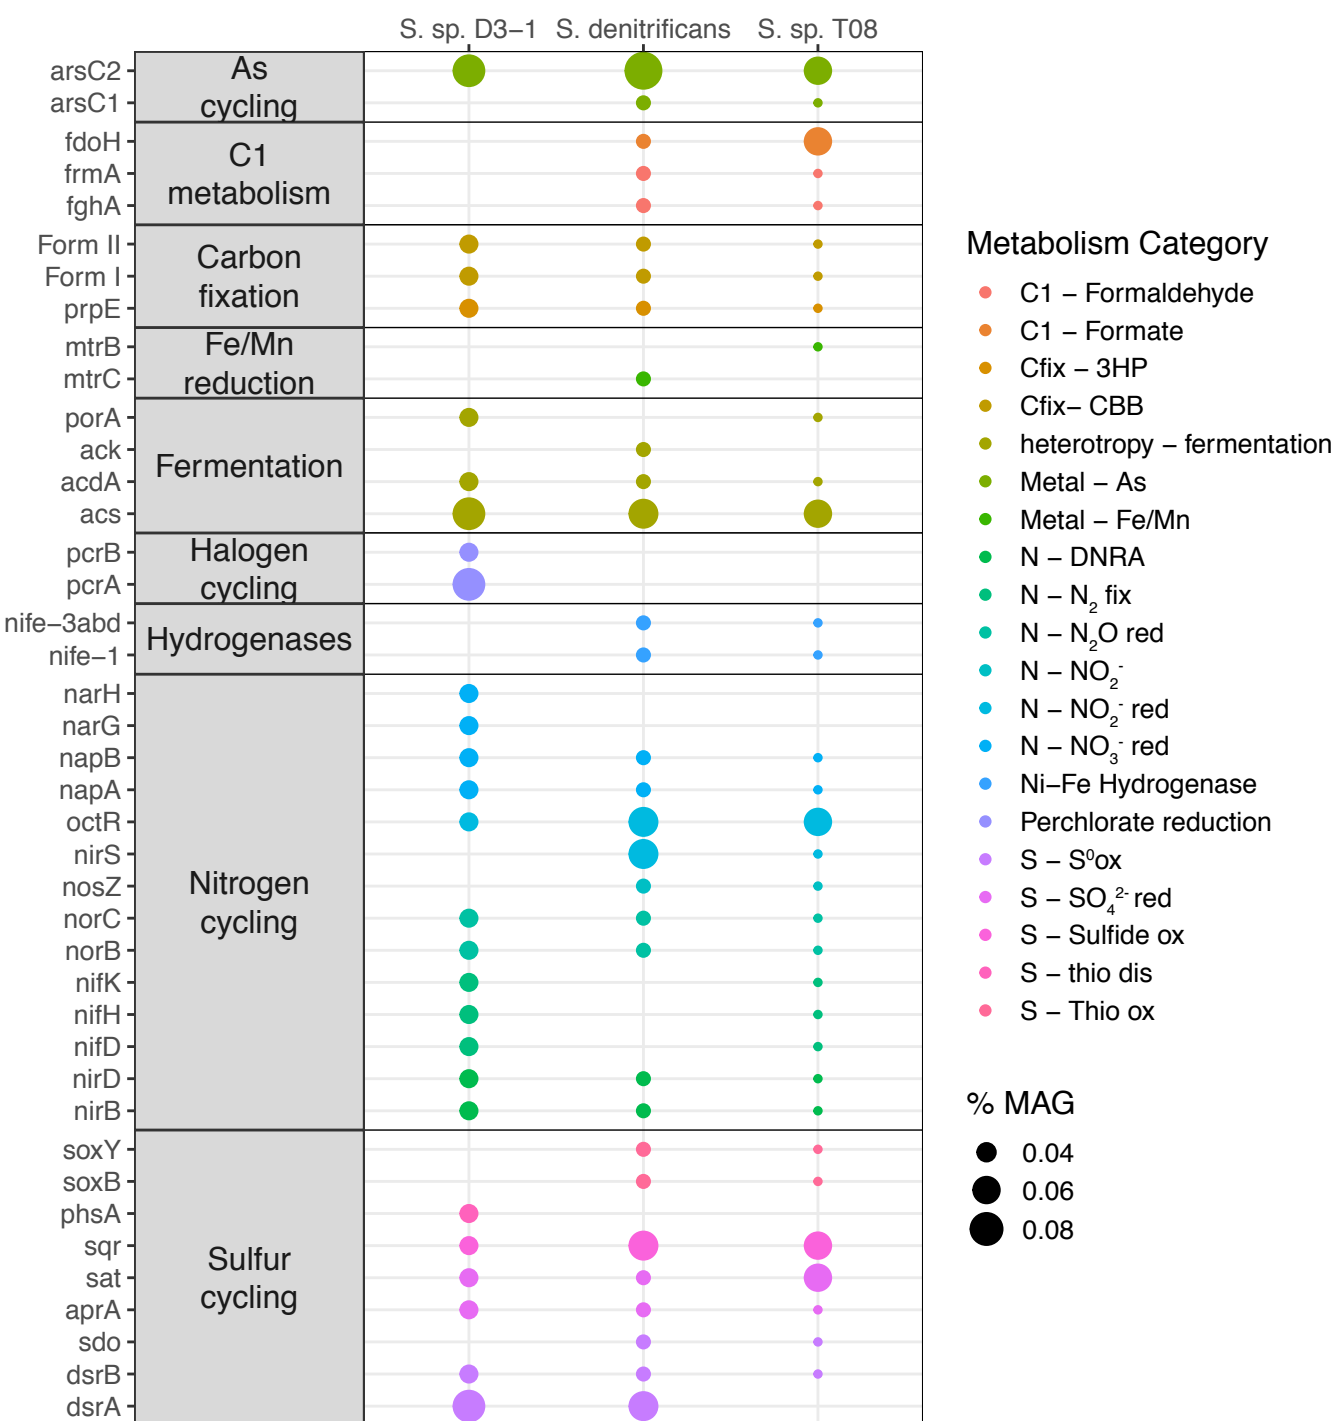 S. sp. D3−1 S. denitrificans S. sp. T08
arsC2
arsC1
As
cycling
fdoH
frmA
fghA
C1
metabolism
Form II
Form I
prpE
Carbon
fixation
mtrB
mtrC
Fe/Mn
reduction
porA
ack
acdA
acs
Fermentation
pcrB
pcrA
Halogen
cycling
nife−3abd
nife−1
Hydrogenases
narH
narG
napB
napA
octR
nirS
nosZ
norC
norB
nifK
nifH
nifD
nirD
nirB
Nitrogen
cycling
soxY
soxB
phsA
sqr
sat
aprA
sdo
dsrB
dsrA
Sulfur
cycling
Metabolism Category
C1 − Formaldehyde
C1 − Formate
Cfix − 3HP
Cfix− CBB
heterotropy − fermentation
Metal − As
Metal − Fe/Mn
N − DNRA
N − N₂ fix
N − N₂O red
N − NO₂⁻
N − NO₂⁻ red
N − NO₃⁻ red
Ni−Fe Hydrogenase
Perchlorate reduction
S − S⁰ox
S − SO₄²⁻ red
S − Sulfide ox
S − thio dis
S − Thio ox
% MAG
0.04
0.06
0.08